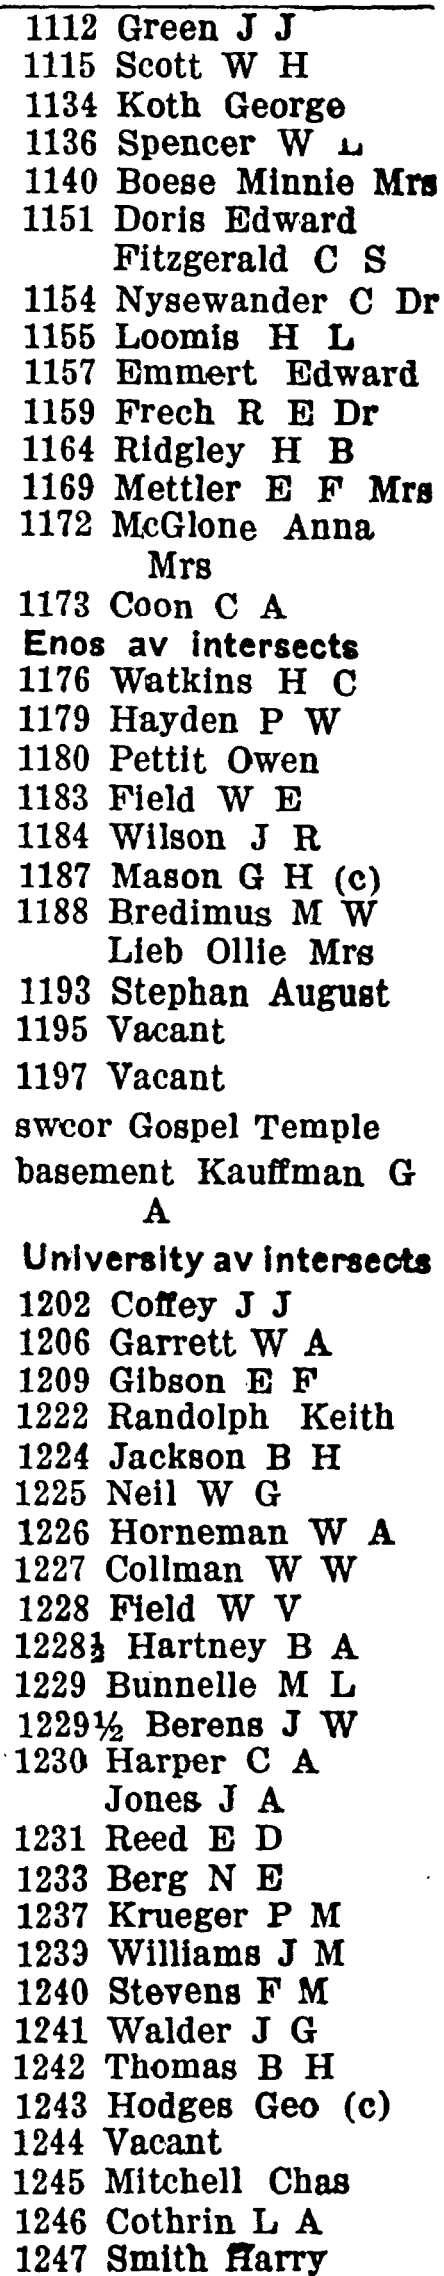 1112 Green J J
1115 Scott W H
1134 Koth George
1136 Spencer W L
1140 Boese Minnie Mrs
1151 Doris Edward
Fitzgerald C S
1154 Nysewander C Dr
1155 Loomis H L
1157 Emmert Edward
1159 Frech R E Dr
1164 Ridgley H B
1169 Mettler E F Mrs
1172 McGlone Anna
Mrs
1173 Coon C A
Enos av intersects
1176 Watkins H C
1179 Hayden P W
1180 Pettit Owen
1183 Field W E
1184 Wilson J R
1187 Mason G H (c)
1188 Bredimus M W
Lieb Ollie Mrs
1193 Stephan August
1195 Vacant
1197 Vacant
swcor Gospel Temple
basement Kauffman G
A
University av intersects
1202 Coffey J J
1206 Garrett W A
1209 Gibson E F
1222 Randolph Keith
1224 Jackson B H
1225 Neil W G
1226 Horneman W A
1227 Collman W W
1228 Field W V
1228½ Hartney B A
1229 Bunnelle M L
1229½ Berens J W
1230 Harper C A
Jones J A
1231 Reed E D
1233 Berg N E
1237 Krueger P M
1239 Williams J M
1240 Stevens F M
1241 Walder J G
1242 Thomas B H
1243 Hodges Geo (c)
1244 Vacant
1245 Mitchell Chas
1246 Cothrin L A
1247 Smith Harry